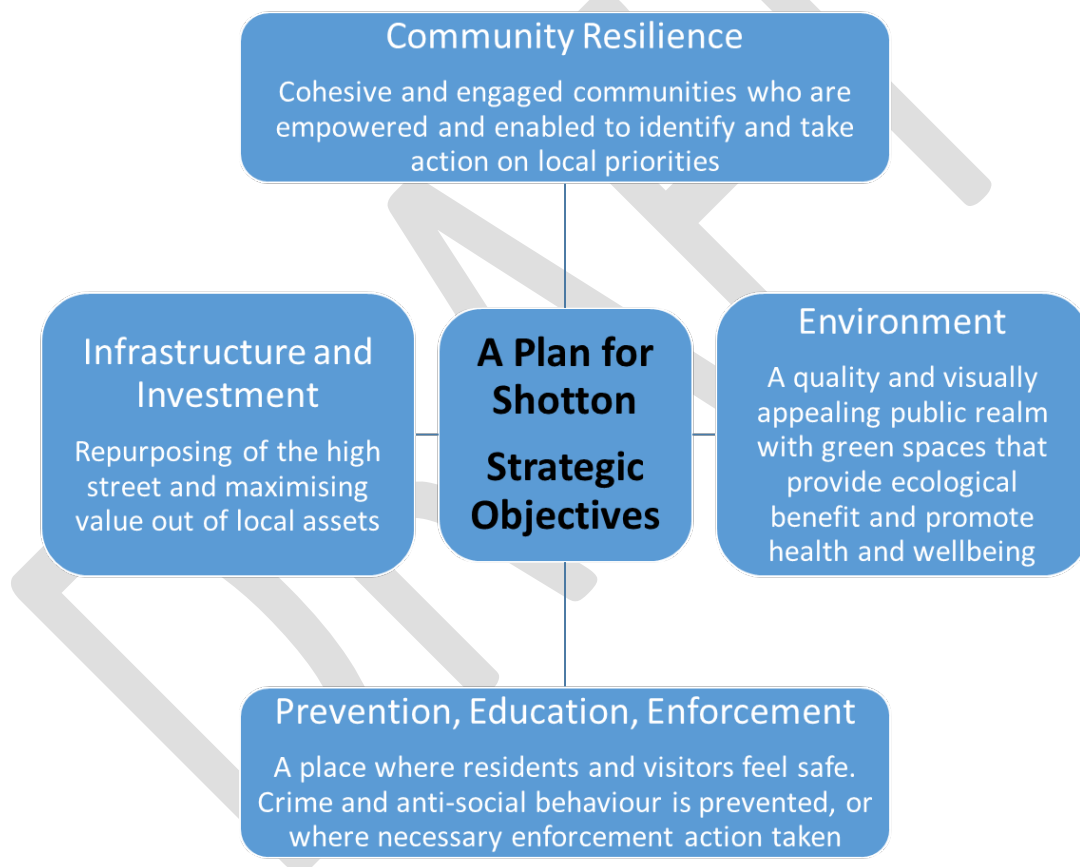 Community Resilience
Cohesive and engaged communities who are
empowered and enabled to identify and take
action on local priorities
Infrastructure and
Investment
Repurposing of the high
street and maximising
value out of local assets
A Plan for
Shotton
Strategic
Objectives
Environment
A quality and visually
appealing public realm
with green spaces that
provide ecological
benefit and promote
health and wellbeing
Prevention, Education, Enforcement
A place where residents and visitors feel safe.
Crime and anti-social behaviour is prevented, or
where necessary enforcement action taken
DRAFT